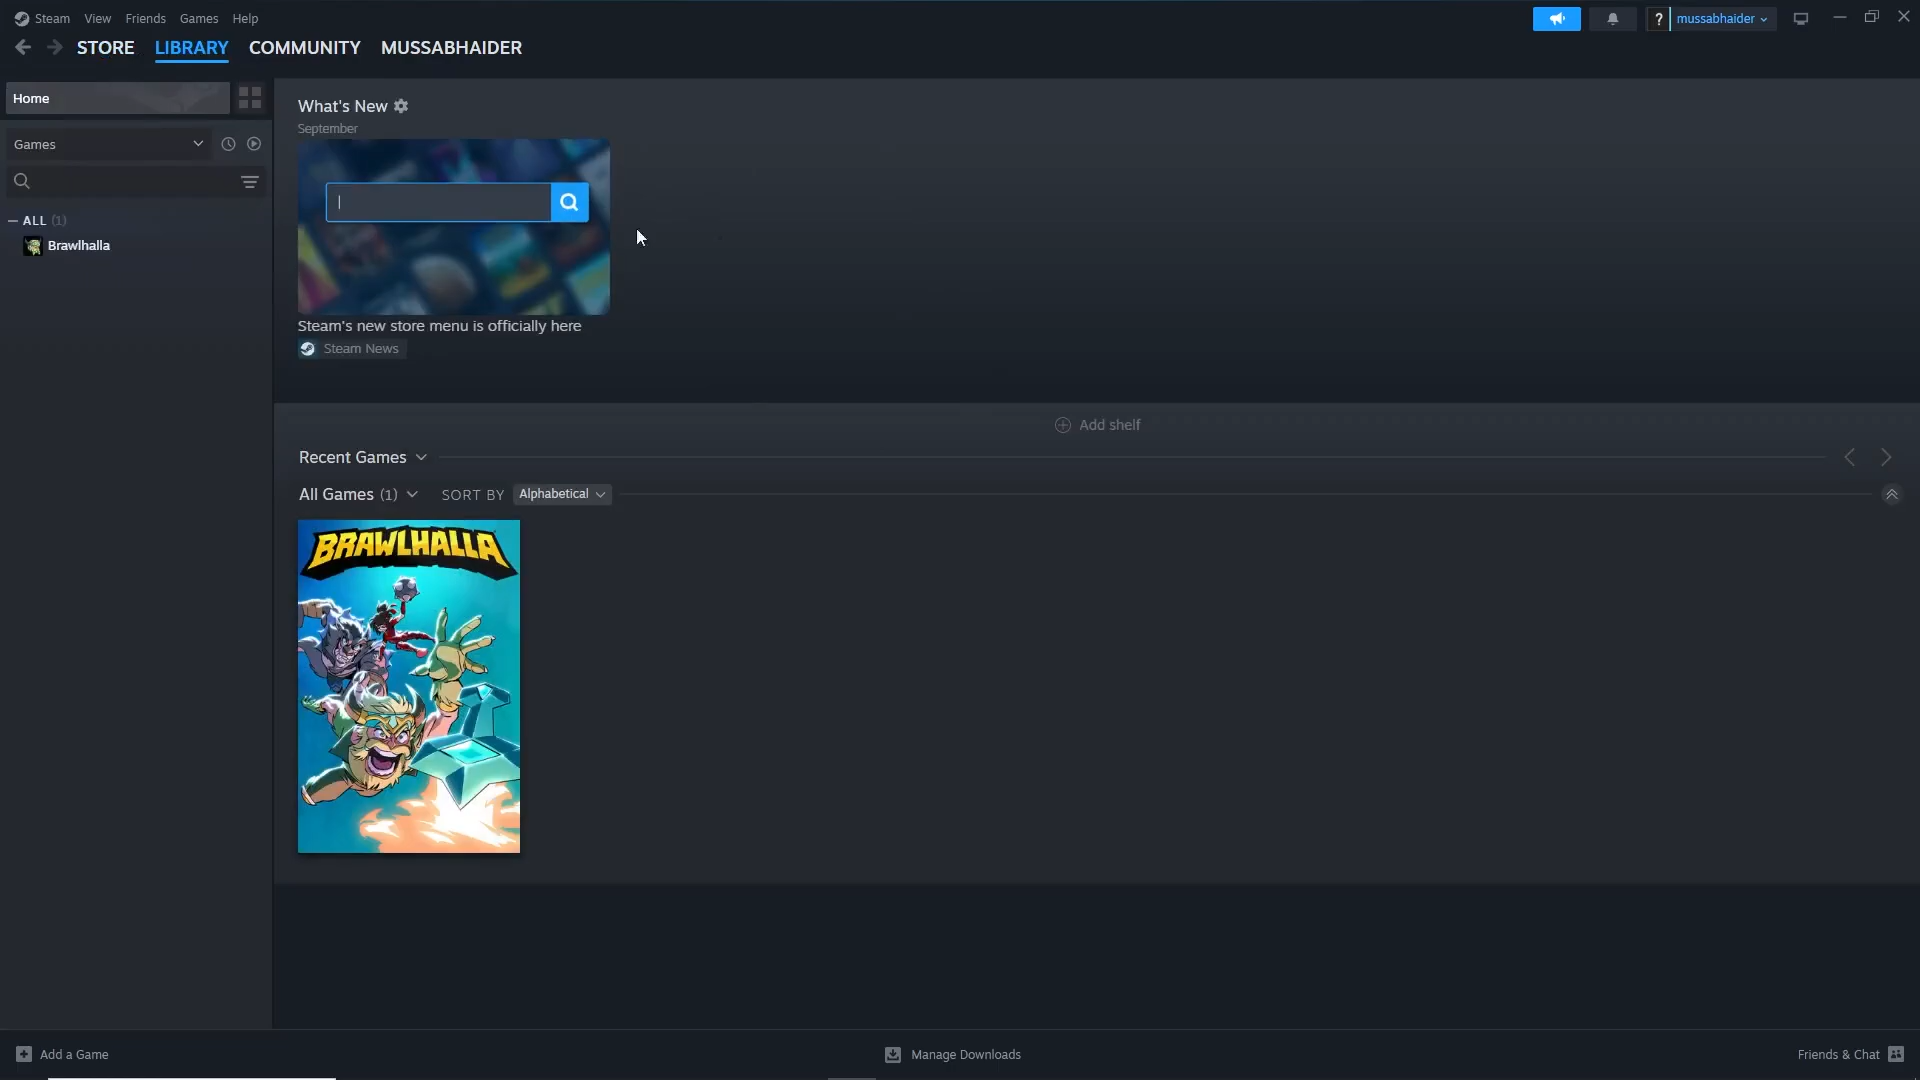 Steam View Friends Games Help
? mussabhaider
STORE LIBRARY COMMUNITY MUSSABHAIDER
Home
What's New
September
Games
— ALL (1)
Brawlhalla
Steam's new store menu is officially here
Steam News
Add shelf
Recent Games
All Games (1) SORT BY Alphabetical
BRAWLHALLA
Add a Game
Manage Downloads
Friends & Chat